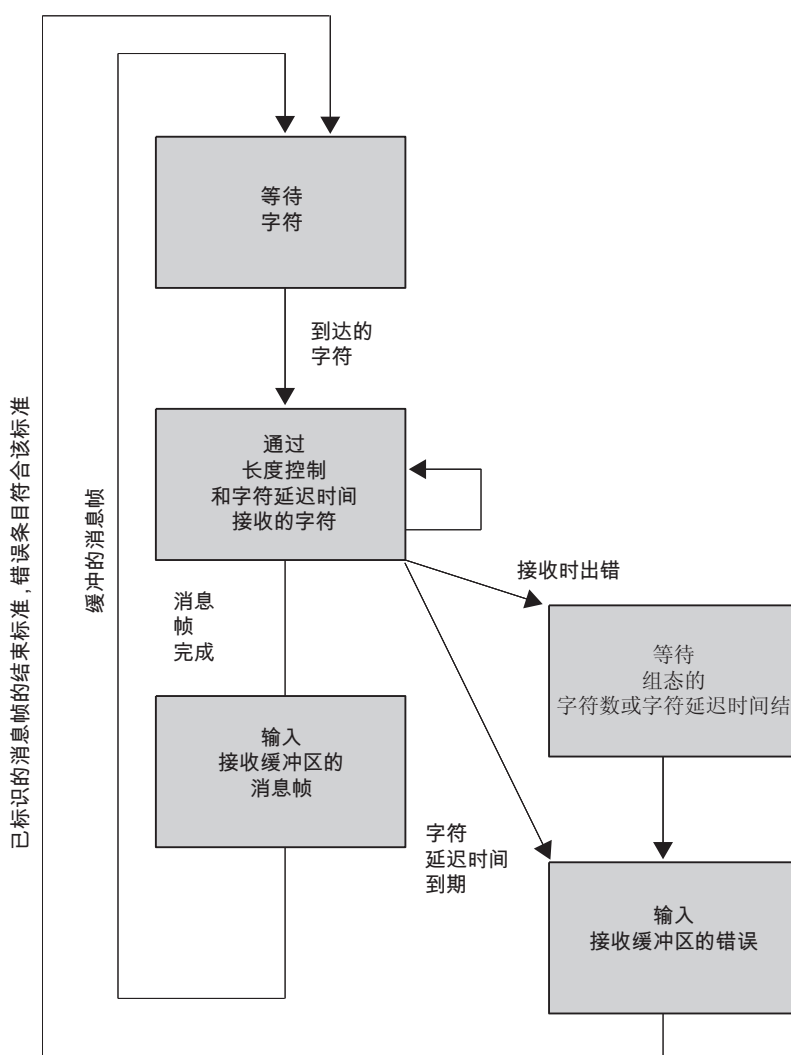 等待
字符
到达的
字符
通过
长度控制
和字符延迟时间
接收的字符
接收时出错
消息
帧
完成
等待
组态的
字符数或字符延迟时间结
输入
接收缓冲区的
消息帧
字符
延迟时间
到期
输入
接收缓冲区的错误
缓冲的消息帧
已标识的消息帧的结束标准,错误条目符合该标准